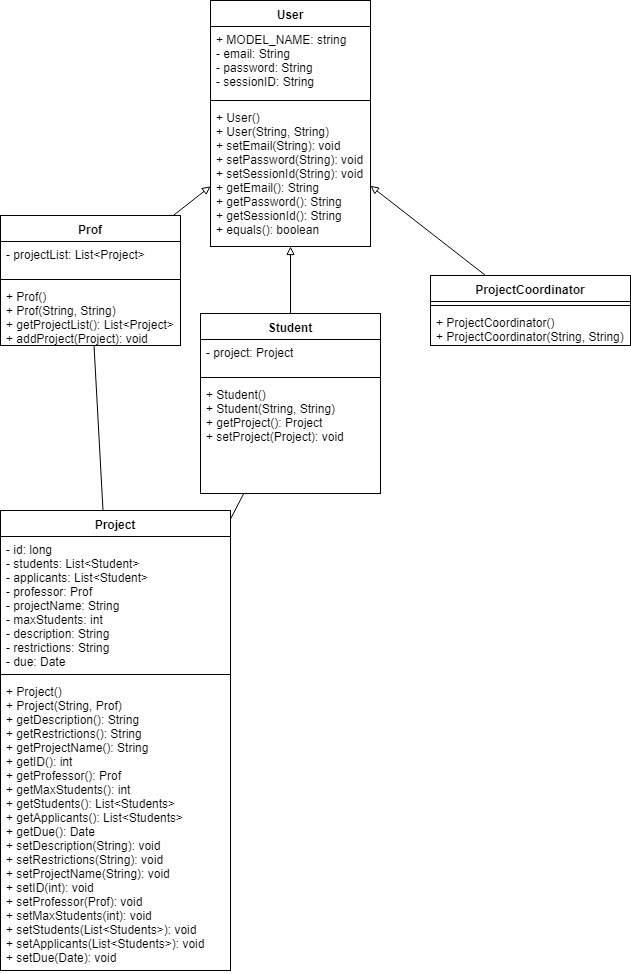 User
+ MODEL_NAME: string
- email: String
- password: String
- sessionID: String
+ User()
+ User(String, String)
+ setEmail(String): void
+ setPassword(String): void
+ setSessionId(String): void
+ getEmail(): String
+ getPassword(): String
+ getSessionId(): String
+ equals(): boolean
Prof
- projectList: List<Project>
+ Prof()
+ Prof(String, String)
+ getProjectList(): List<Project>
+ addProject(Project): void
ProjectCoordinator
+ ProjectCoordinator()
+ ProjectCoordinator(String, String)
Student
- project: Project
+ Student()
+ Student(String, String)
+ getProject(): Project
+ setProject(Project): void
Project
- id: long
- students: List<Student>
- applicants: List<Student>
- professor: Prof
- projectName: String
- maxStudents: int
- description: String
- restrictions: String
- due: Date
+ Project()
+ Project(String, Prof)
+ getDescription(): String
+ getRestrictions(): String
+ getProjectName(): String
+ getID(): int
+ getProfessor(): Prof
+ getMaxStudents(): int
+ getStudents(): List<Students>
+ getApplicants(): List<Students>
+ getDue(): Date
+ setDescription(String): void
+ setRestrictions(String): void
+ setProjectName(String): void
+ setID(int): void
+ setProfessor(Prof): void
+ setMaxStudents(int): void
+ setStudents(List<Students>): void
+ setApplicants(List<Students>): void
+ setDue(Date): void